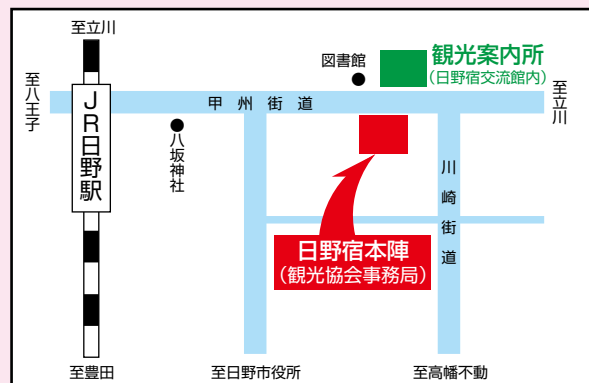 至立川
図書館
観光案内所
(日野宿交流館内)
至八王子
甲州街道
至立川
JR日野駅
八坂神社
川崎街道
日野宿本陣
(観光協会事務局)
至豊田
至日野市役所
至高幡不動